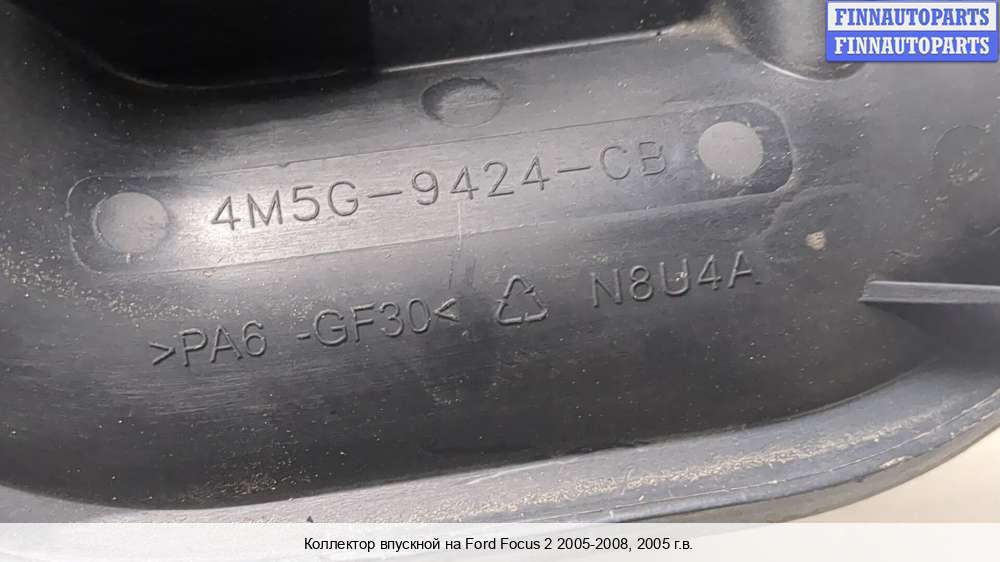 FINNAUTOPARTS
FINNAUTOPARTS
4M5G-9424-CB
>PA6 -GF30< N8U4A
Коллектор впускной на Ford Focus 2 2005-2008, 2005 г.в.